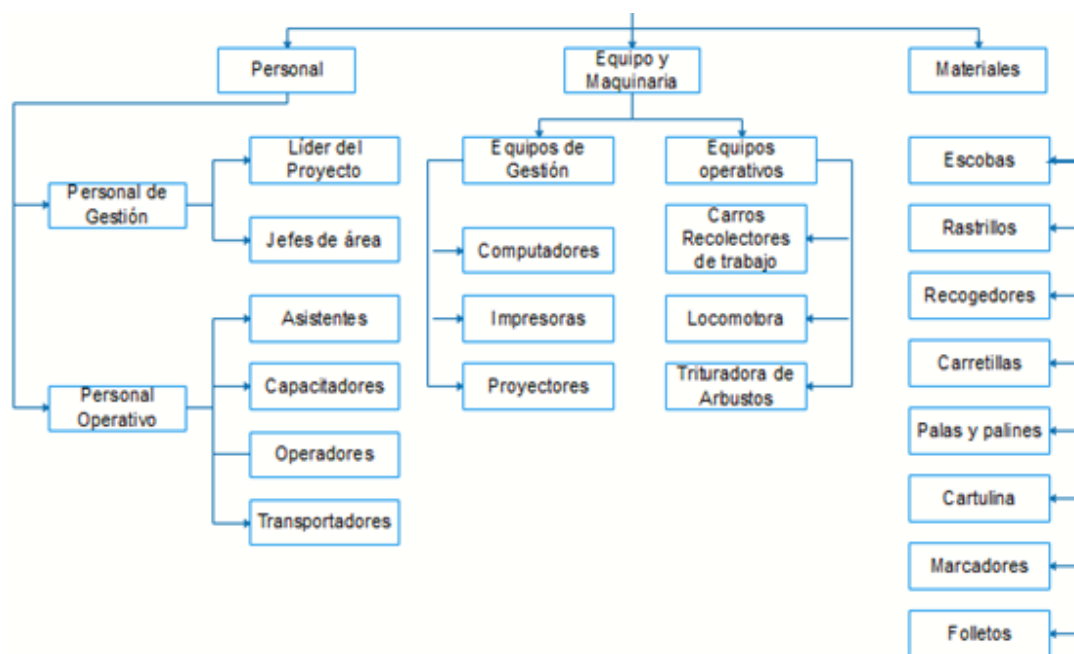 Personal
Equipo y
Maquinaria
Materiales
Líder del
Proyecto
Personal de
Gestión
Jefes de área
Asistentes
Capacitadores
Personal
Operativo
Operadores
Transportadores
Equipos de
Gestión
Computadores
Impresoras
Proyectores
Equipos
operativos
Carros
Recolectores
de trabajo
Locomotora
Trituradora de
Arbustos
Escobas
Rastrillos
Recogedores
Carretillas
Palas y palines
Cartulina
Marcadores
Folletos